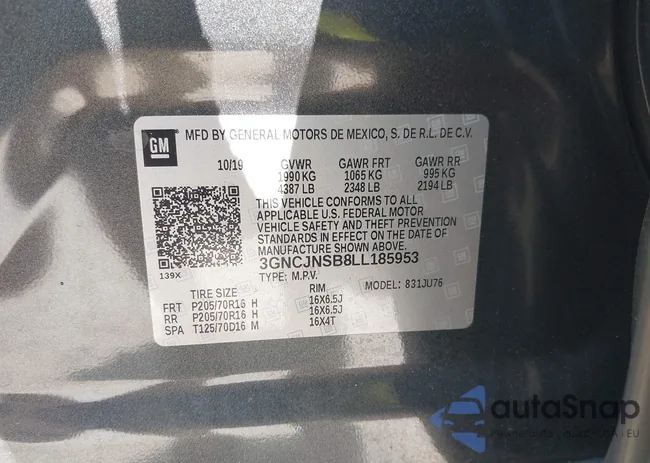 GM
MFD BY GENERAL MOTORS DE MEXICO, S. DE R.L. DE C.V.
10/19 GVWR GAWR FRT GAWR RR
1990 KG 1065 KG 995 KG
4387 LB 2348 LB 2194 LB
THIS VEHICLE CONFORMS TO ALL
APPLICABLE U.S. FEDERAL MOTOR
VEHICLE SAFETY AND THEFT PREVENTION
STANDARDS IN EFFECT ON THE DATE OF
MANUFACTURE SHOWN ABOVE.
3GNCJNSB8LL185953
139X TYPE: M.P.V.
MODEL: 831JU76
TIRE SIZE RIM
FRT P205/70R16 H 16X6.5J
RR P205/70R16 H 16X6.5J
SPA T125/70D16 M 16X4T
autaSnap
EU